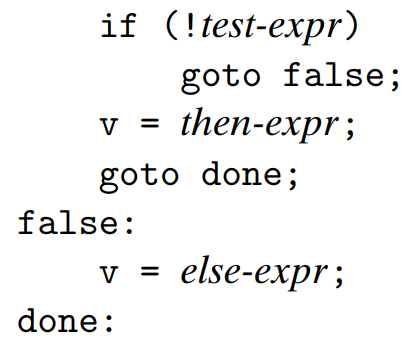 if (!test-expr)
goto false;
v = then-expr;
goto done;
false:
v = else-expr;
done: